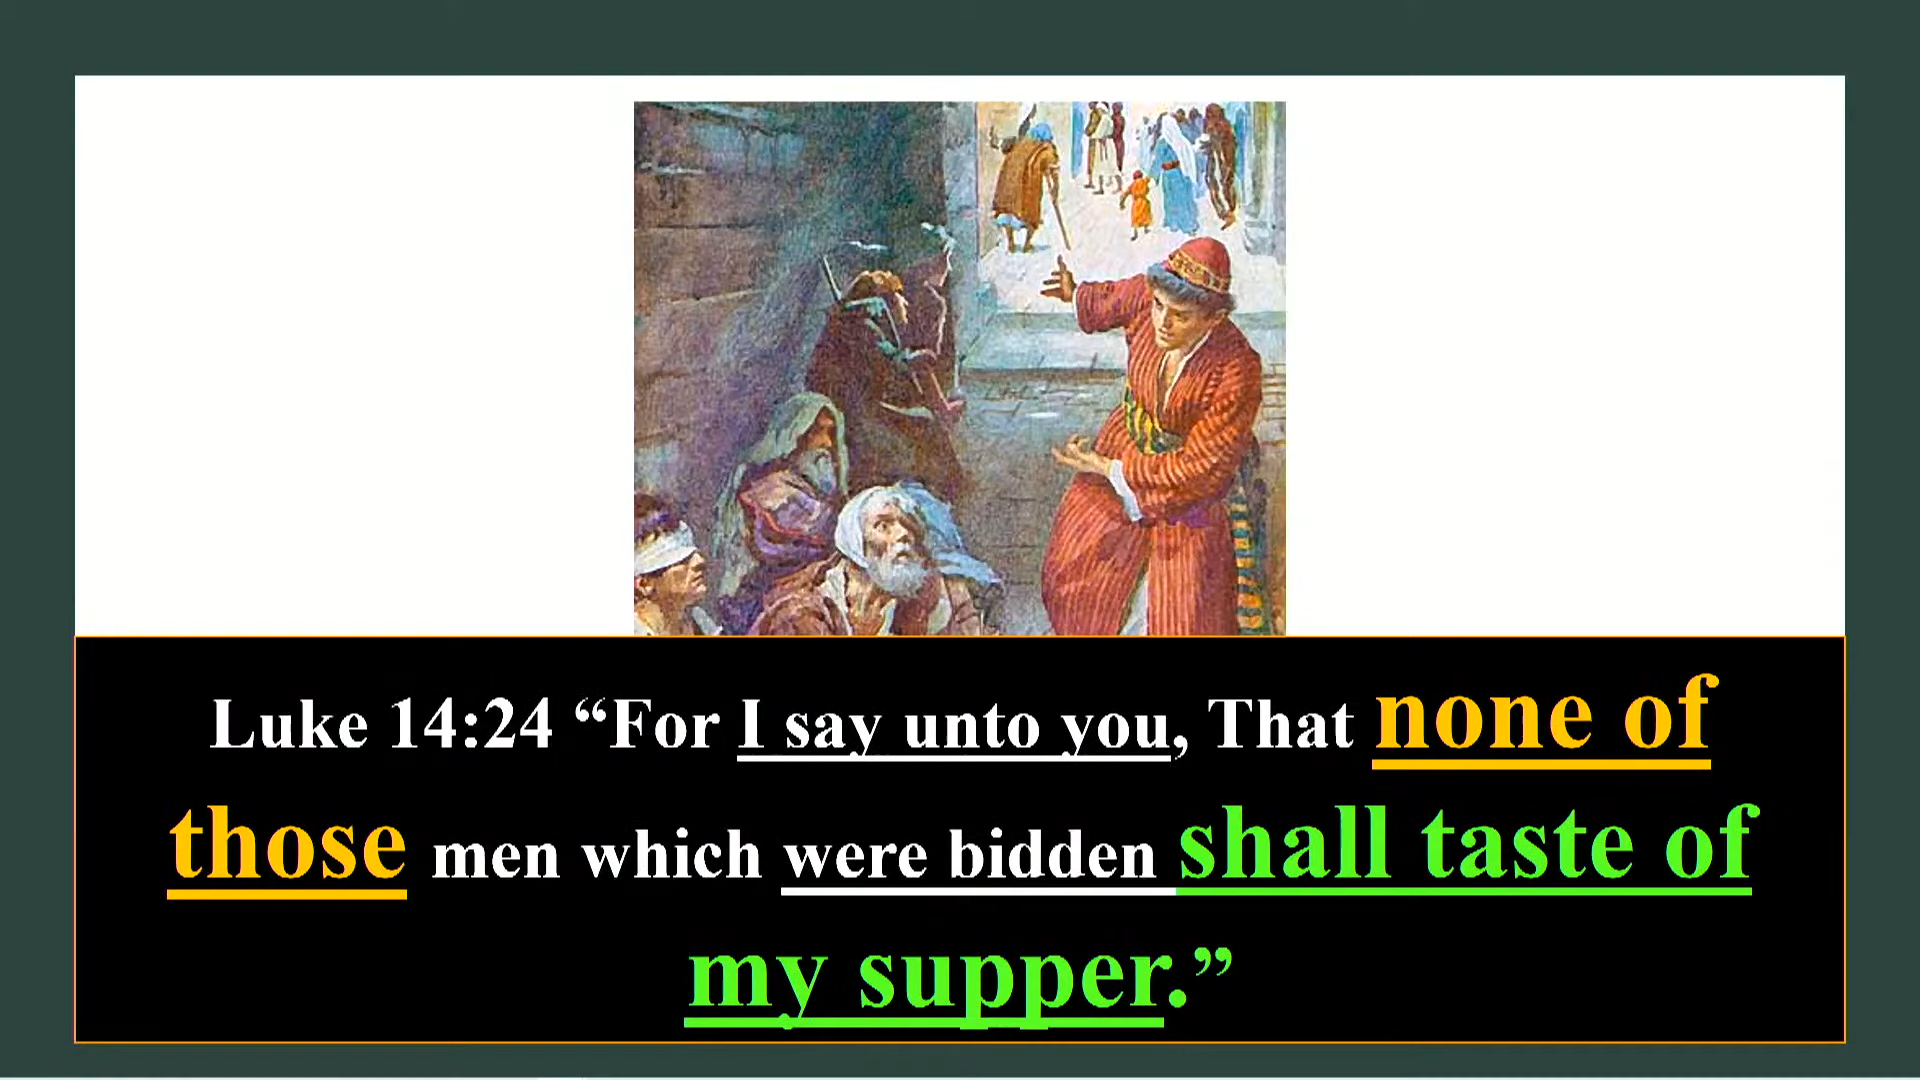 Luke 14:24 “For I say unto you, That none of
those men which were bidden shall taste of
my supper.”